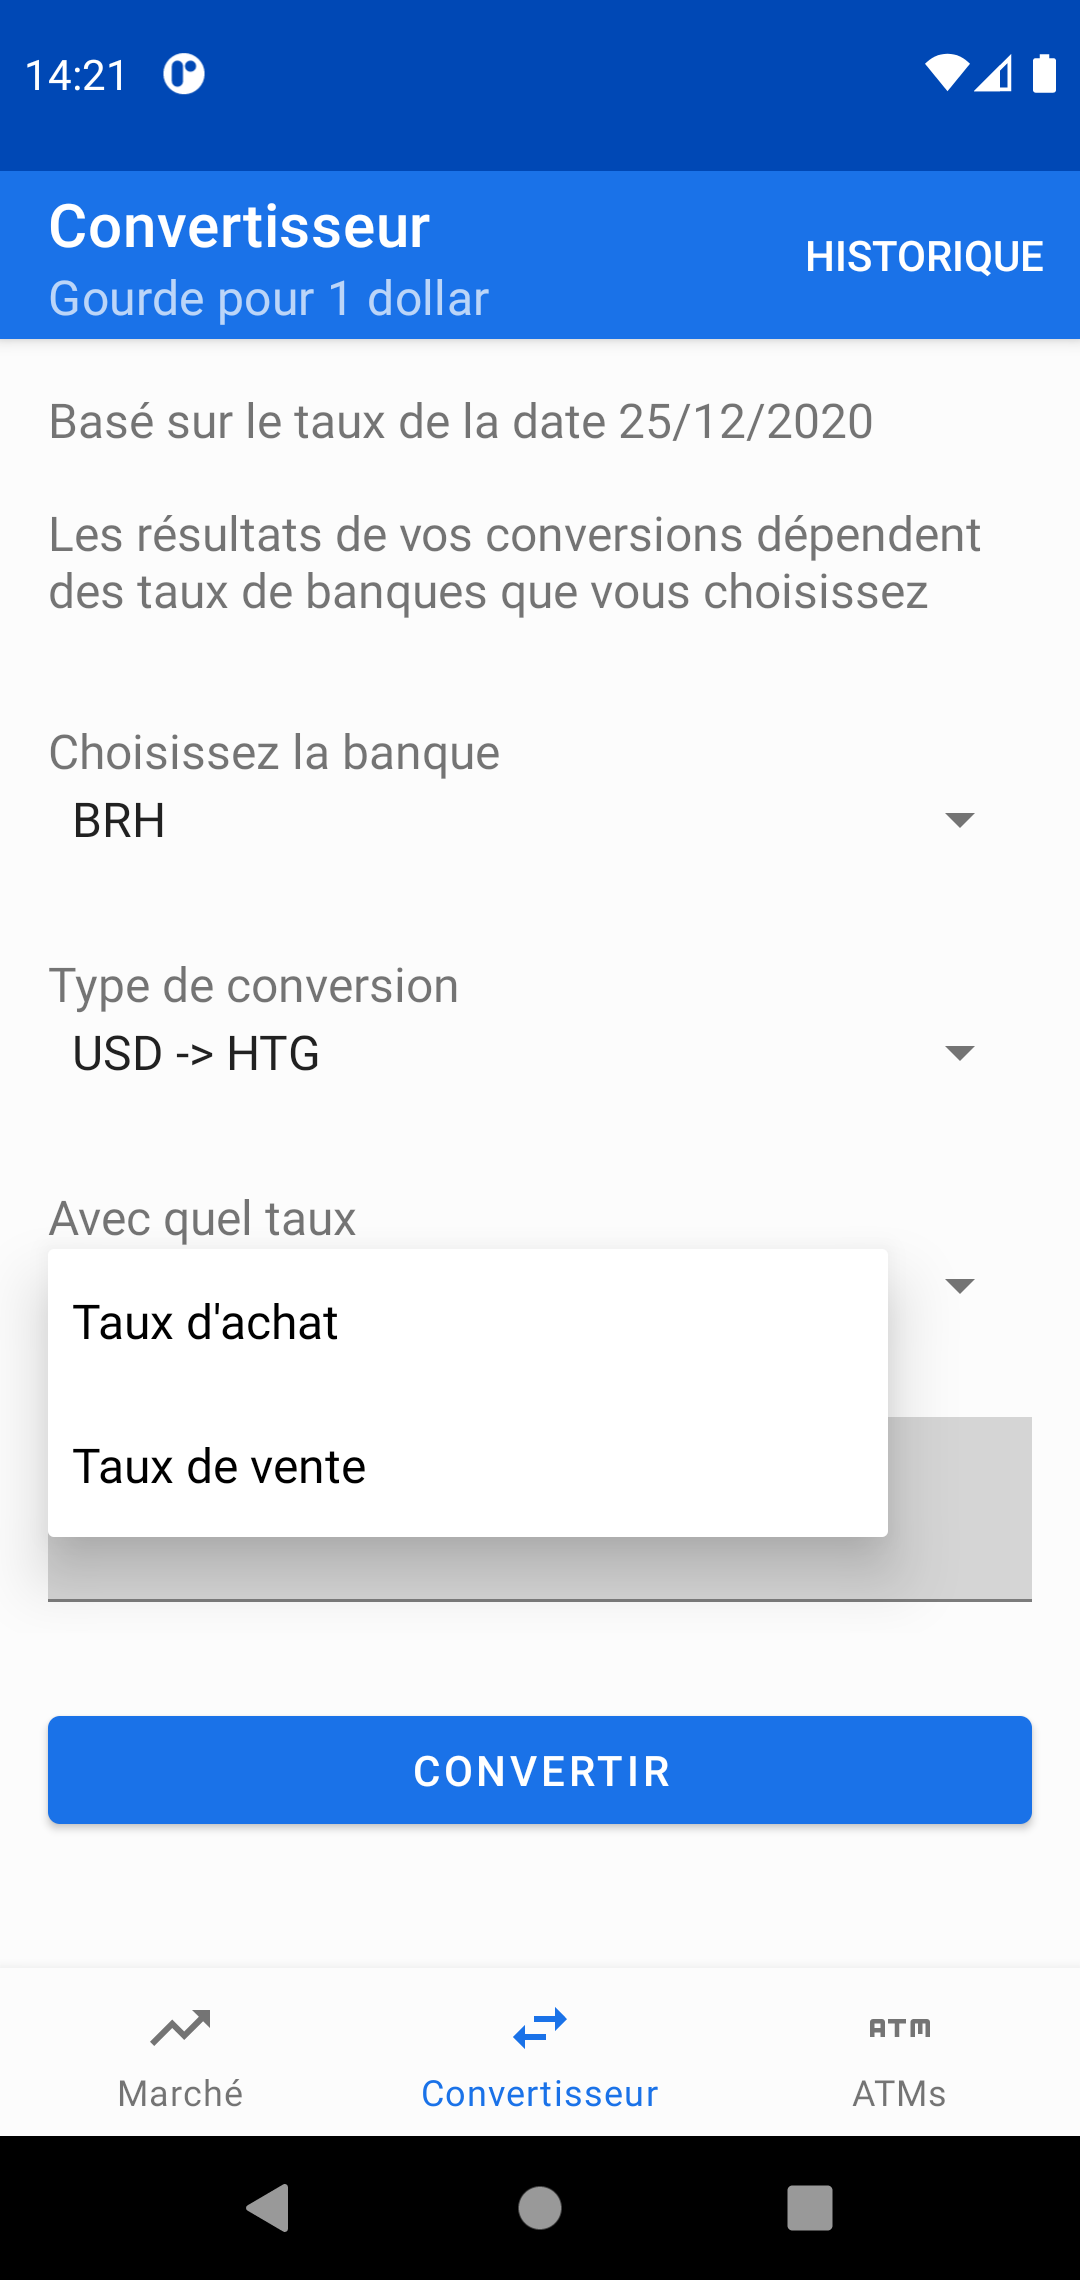 14:21
Convertisseur
Gourde pour 1 dollar
HISTORIQUE
Basé sur le taux de la date 25/12/2020
Les résultats de vos conversions dépendent
des taux de banques que vous choisissez
Choisissez la banque
BRH
Type de conversion
USD -> HTG
Avec quel taux
Taux d'achat
Taux de vente
CONVERTIR
ATM
Marché
Convertisseur
ATMs